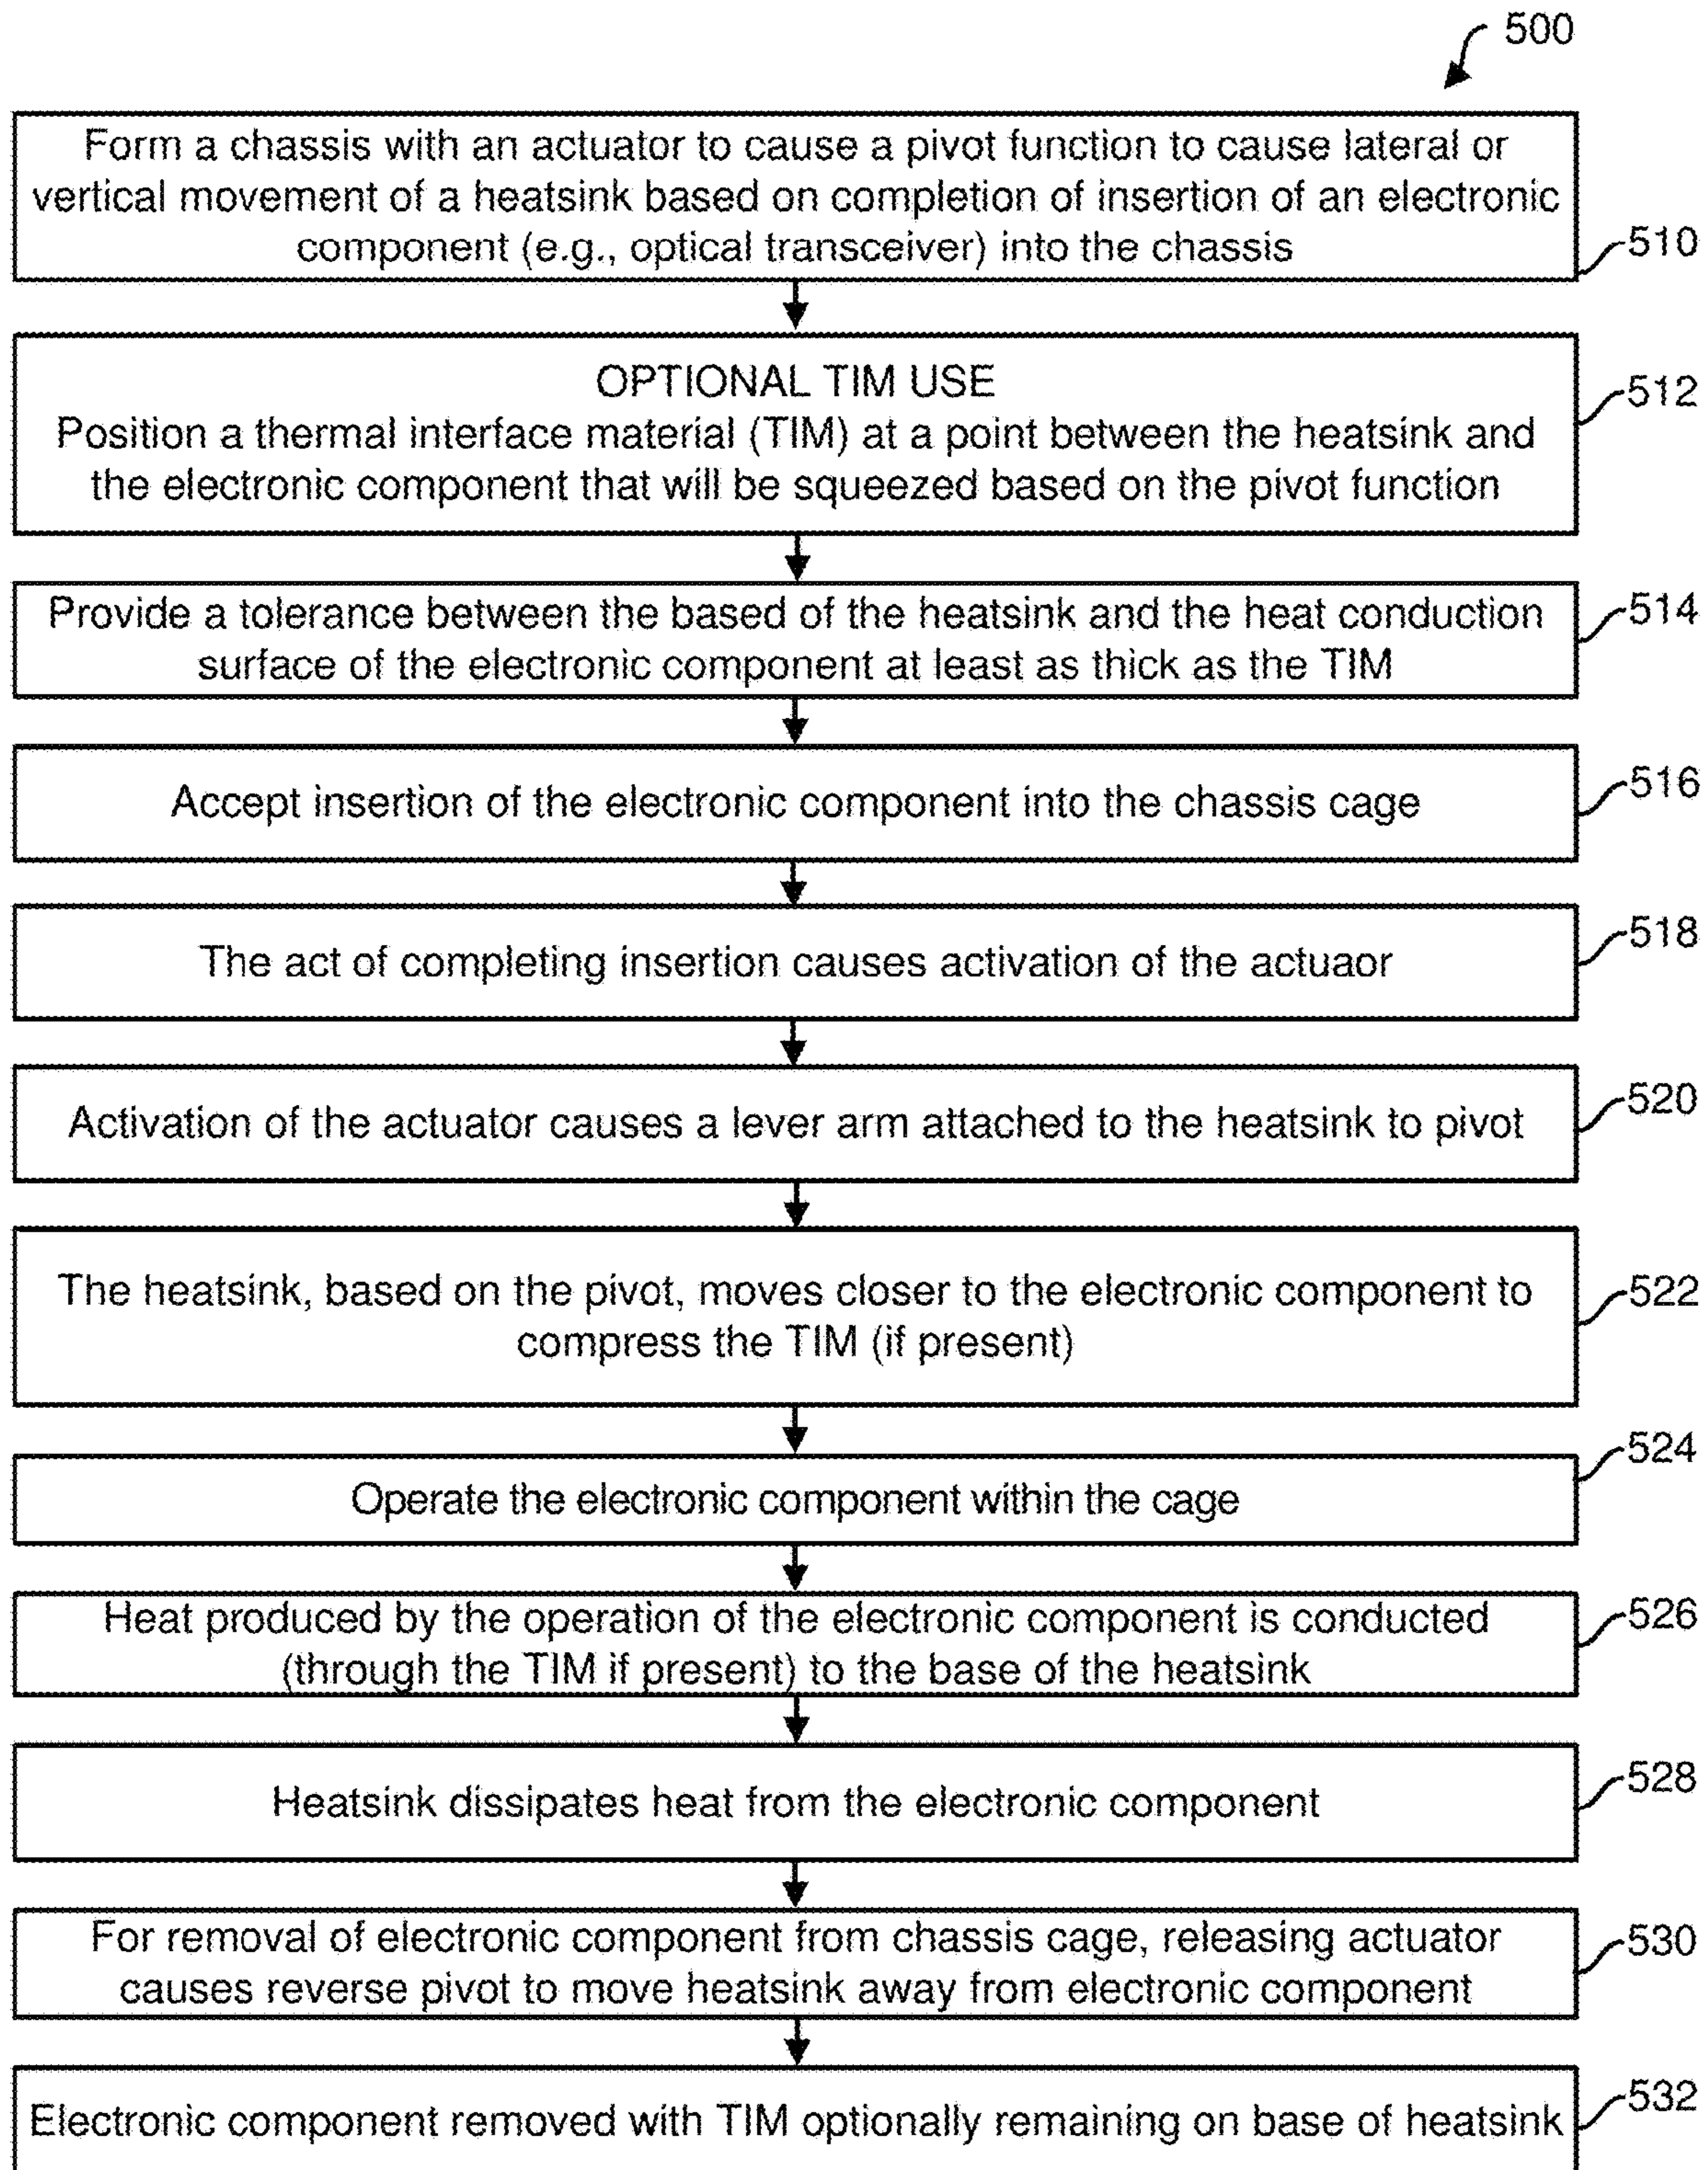 500
Form a chassis with an actuator to cause a pivot function to cause lateral or
vertical movement of a heatsink based on completion of insertion of an electronic
component (e.g., optical transceiver) into the chassis
510
OPTIONAL TIM USE
512
Position a thermal interface material (TIM) at a point between the heatsink and
the electronic component that will be squeezed based on the pivot function
Provide a tolerance between the based of the heatsink and the heat conduction
514
surface of the electronic component at least as thick as the TIM
Accept insertion of the electronic component into the chassis cage
516
The act of completing insertion causes activation of the actuaor
518
Activation of the actuator causes a lever arm attached to the heatsink to pivot
520
The heatsink, based on the pivot, moves closer to the electronic component to
522
compress the TIM (if present)
Operate the electronic component within the cage
524
Heat produced by the operation of the electronic component is conducted
526
(through the TIM if present) to the base of the heatsink
Heatsink dissipates heat from the electronic component
528
For removal of electronic component from chassis cage, releasing actuator
530
causes reverse pivot to move heatsink away from electronic component
Electronic component removed with TIM optionally remaining on base of heatsink
532